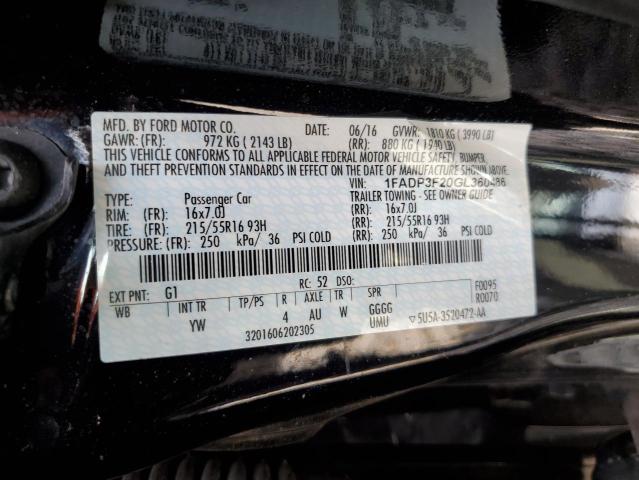 MFD. BY FORD MOTOR CO. DATE: 06/16 GVWR: 1810 KG ( 3990 LB)
GAWR: (FR): 972 KG ( 2143 LB) (RR): 880 KG ( 1940 LB)
THIS VEHICLE CONFORMS TO ALL APPLICABLE FEDERAL MOTOR VEHICLE SAFETY, BUMPER,
AND THEFT PREVENTION STANDARDS IN EFFECT ON THE DATE OF MANUFACTURE SHOWN ABOVE.
VIN: 1FADP3F20GL360486
TYPE: Passenger Car TRAILER TOWING - SEE OWNER GUIDE
RIM: (FR): 16x7.0J (RR): 16x7.0J
TIRE: (FR): 215/55R16 93H (RR): 215/55R16 93H
PRESSURE: (FR): 250 kPa/ 36 PSI COLD (RR): 250 kPa/ 36 PSI COLD
EXT PNT: G1 RC: 52 DSO: F0095
WB INT TR TP/PS R AXLE TR SPR R0070
YW 4 AU W GGGG
UMU ▽ 5U5A-3520472-AA
3201606202305